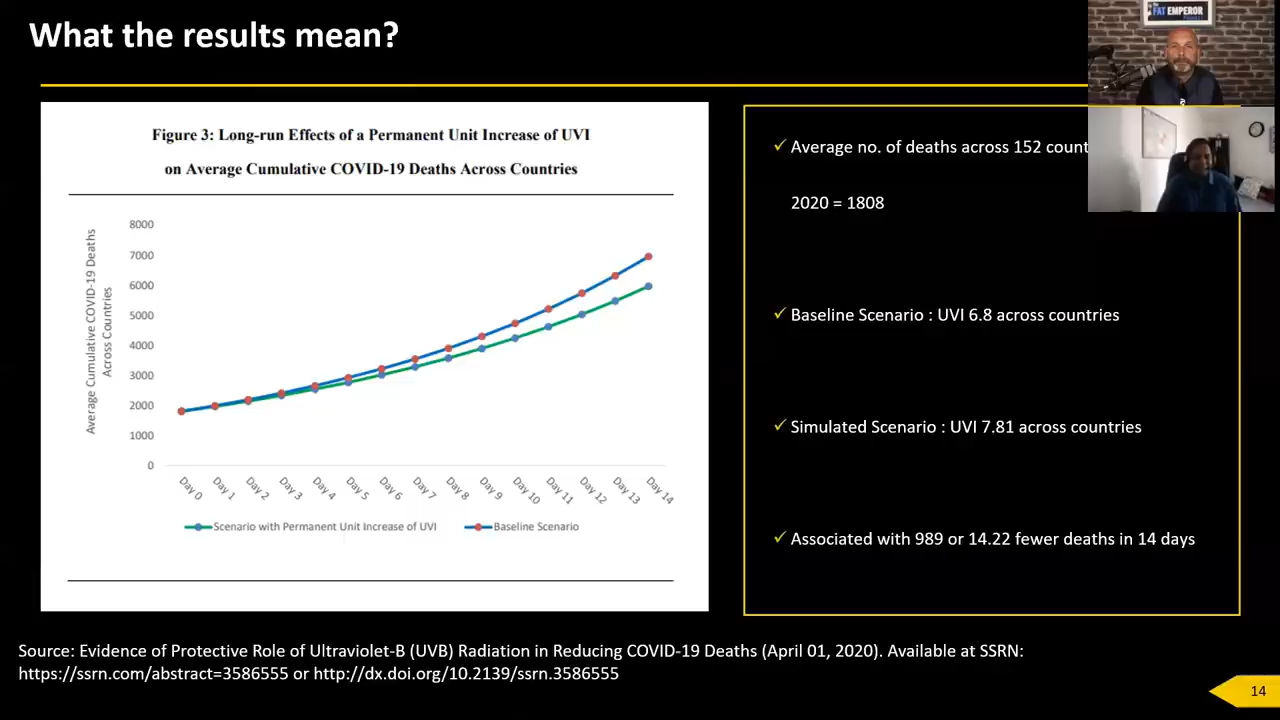 What the results mean?
FAT EMPEROR
Figure 3: Long-run Effects of a Permanent Unit Increase of UVI
on Average Cumulative COVID-19 Deaths Across Countries
Average Cumulative COVID-19 Deaths
Across Countries
8000
7000
6000
5000
4000
3000
2000
1000
0
Day 0
Day 1
Day 2
Day 3
Day 4
Day 5
Day 6
Day 7
Day 8
Day 9
Day 10
Day 11
Day 12
Day 13
Day 14
Scenario with Permanent Unit Increase of UVI
Baseline Scenario
✓ Average no. of deaths across 152 count
2020 = 1808
✓ Baseline Scenario : UVI 6.8 across countries
✓ Simulated Scenario : UVI 7.81 across countries
✓ Associated with 989 or 14.22 fewer deaths in 14 days
Source: Evidence of Protective Role of Ultraviolet-B (UVB) Radiation in Reducing COVID-19 Deaths (April 01, 2020). Available at SSRN:
https://ssrn.com/abstract=3586555 or http://dx.doi.org/10.2139/ssrn.3586555
14